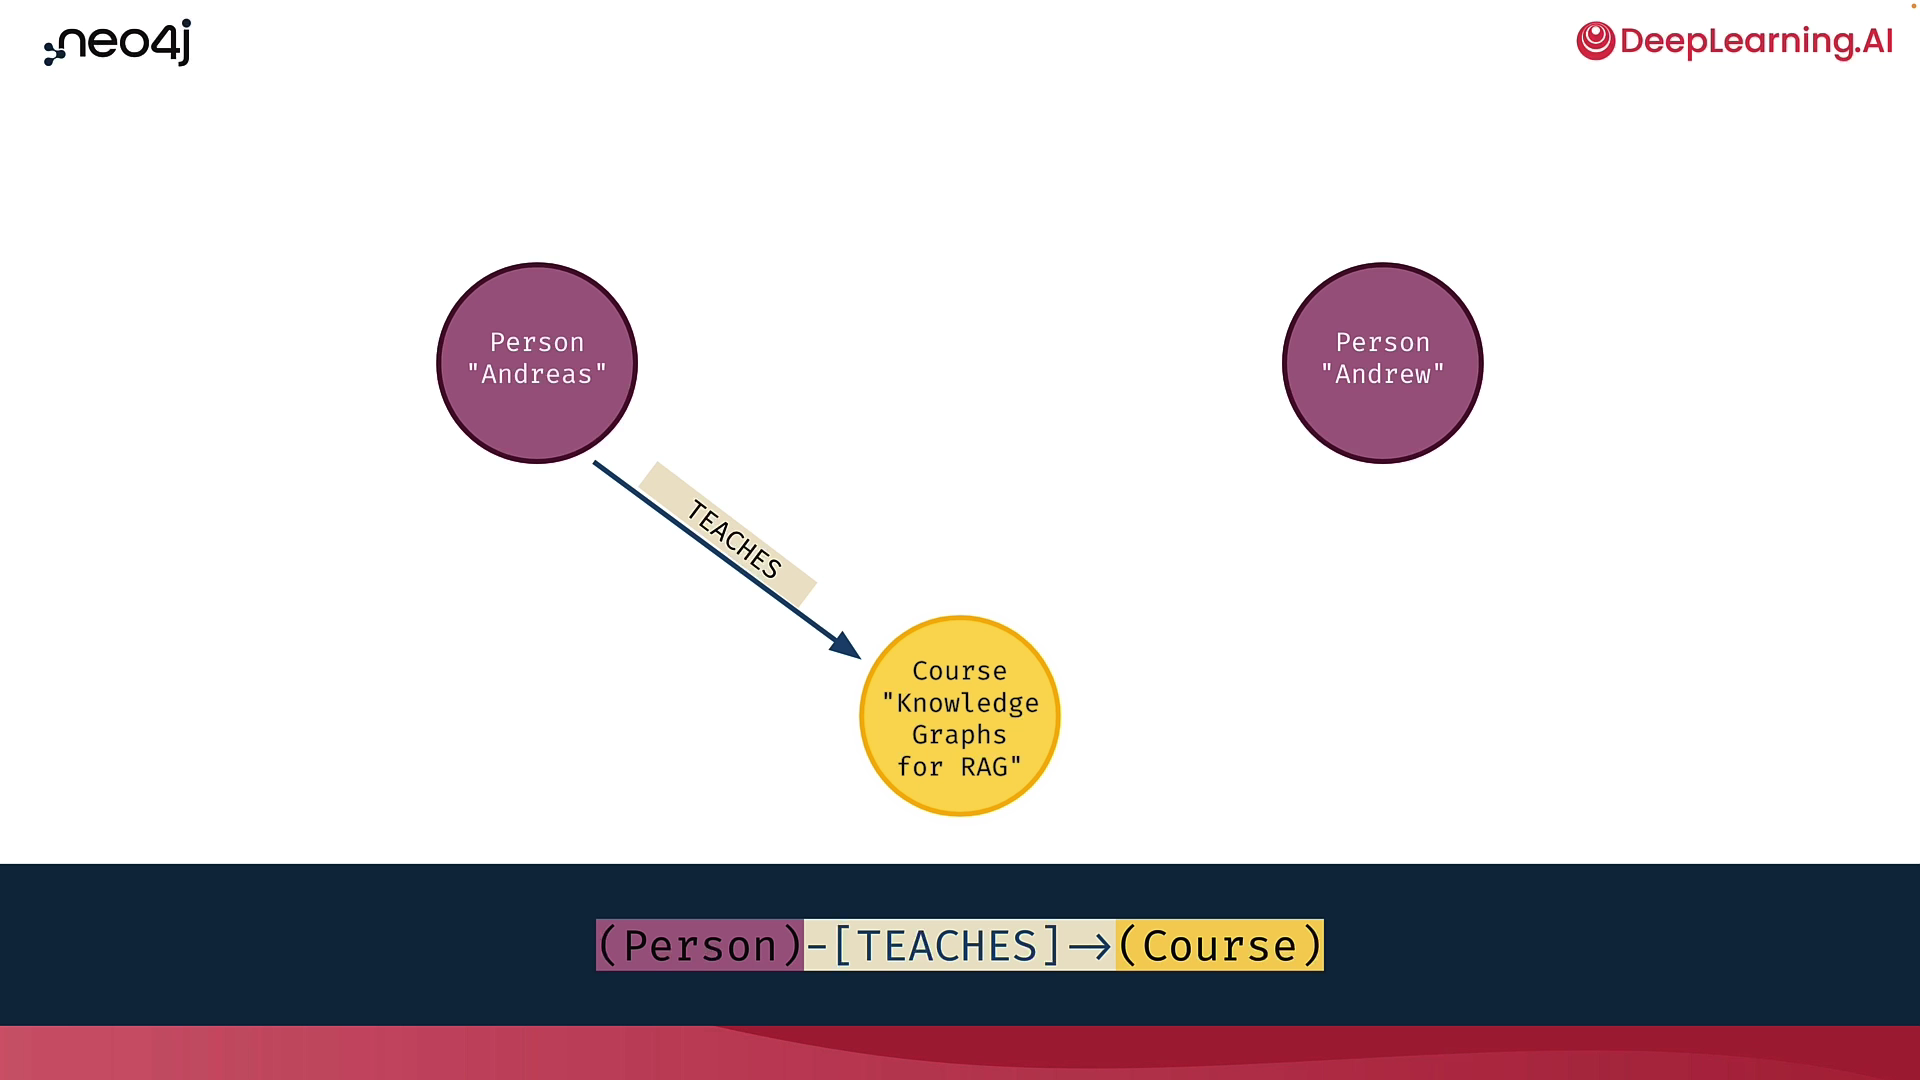 neo4j
DeepLearning.AI
Person
"Andreas"
Person
"Andrew"
TEACHES
Course
"Knowledge
Graphs
for RAG"
(Person)-[TEACHES]→(Course)